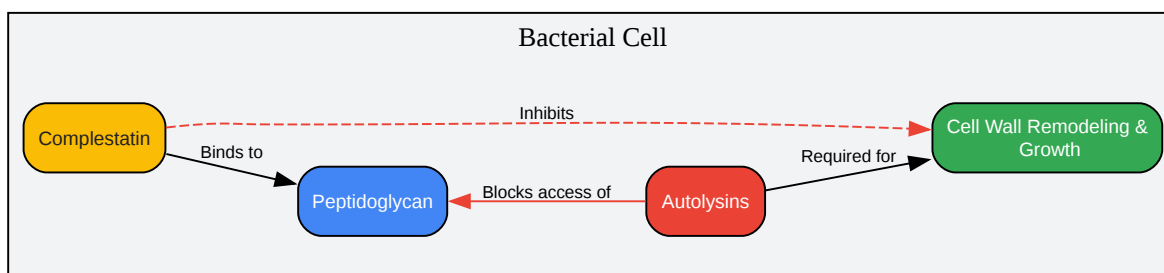 Bacterial Cell
Inhibits
Complestatin
Cell Wall Remodeling &
Growth
Binds to
Required for
Peptidoglycan
Blocks access of
Autolysins